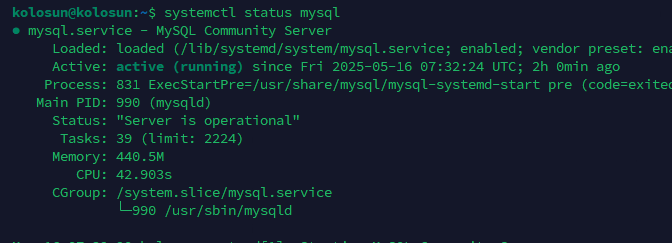 kolosun@kolosun:~$ systemctl status mysql
● mysql.service - MySQL Community Server
Loaded: loaded (/lib/systemd/system/mysql.service; enabled; vendor preset: ena
Active: active (running) since Fri 2025-05-16 07:32:24 UTC; 2h 0min ago
Process: 831 ExecStartPre=/usr/share/mysql/mysql-systemd-start pre (code=exited
Main PID: 990 (mysqld)
Status: "Server is operational"
Tasks: 39 (limit: 2224)
Memory: 440.5M
CPU: 42.903s
CGroup: /system.slice/mysql.service
└─990 /usr/sbin/mysqld